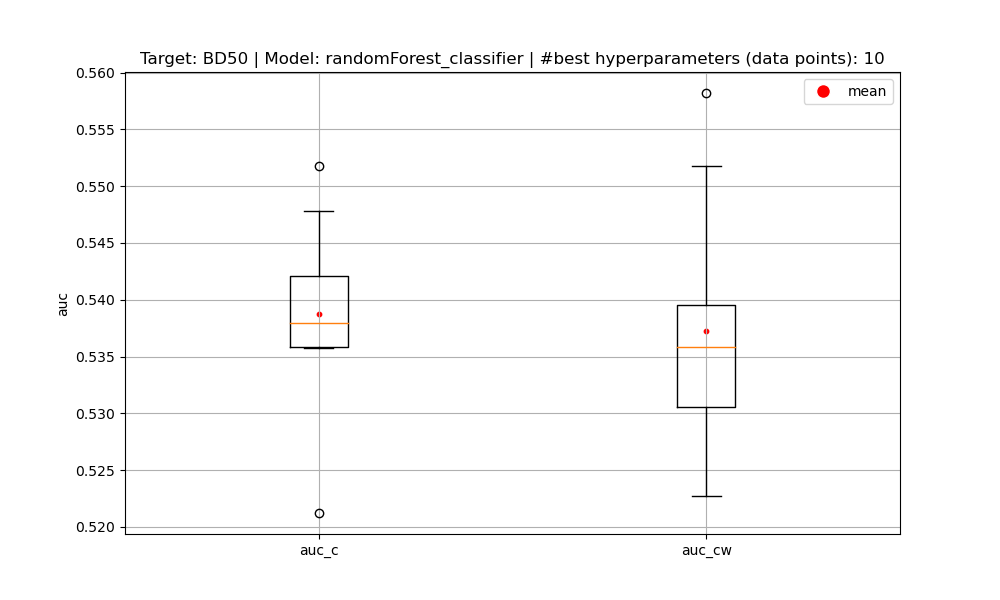 Target: BD50 | Model: randomForest_classifier | #best hyperparameters (data points): 10
mean
0.560
0.555
0.550
0.545
0.540
0.535
0.530
0.525
0.520
auc
auc_c
auc_cw